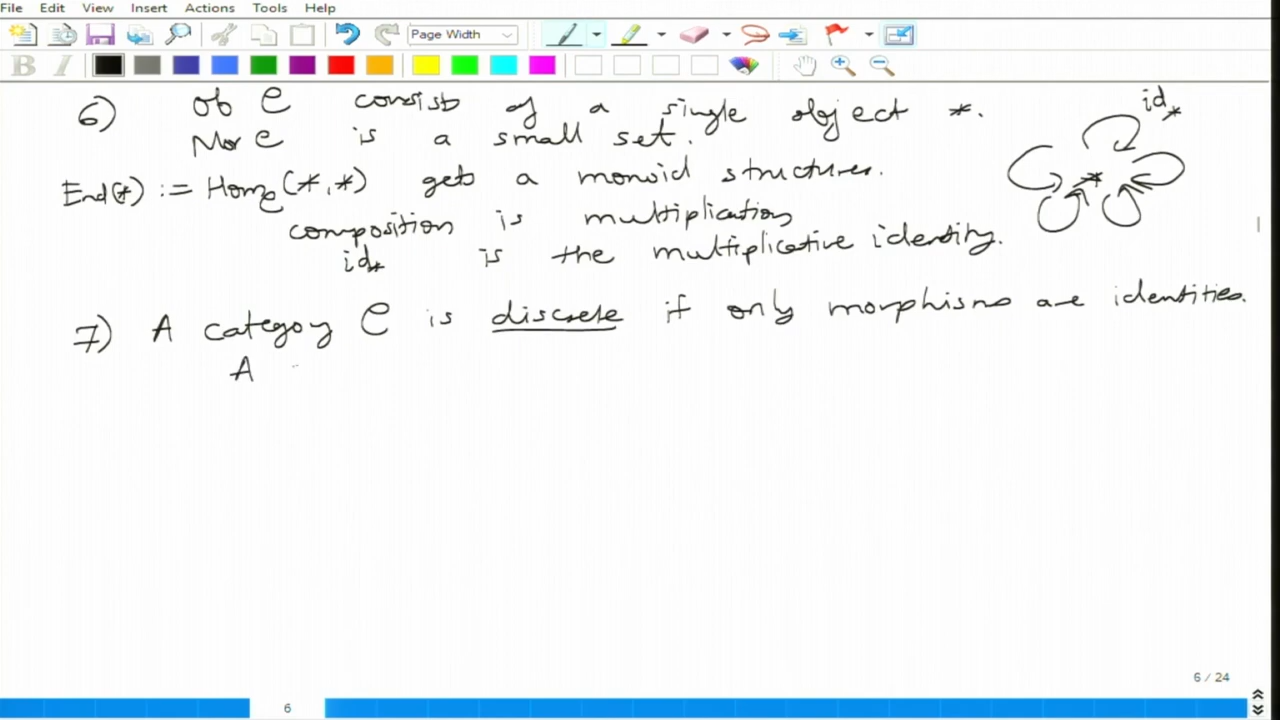 File Edit View Insert Actions Tools Help
Page Width
B I
6) ob C consists of a single object *.
id*
Mor C is a small set.
End(*) := Hom_C(*,*) gets a monoid structures.
*
composition is multiplication
id* is the multiplicative identity.
7) A category C is discrete if only morphisms are identities.
A
6 / 24
6